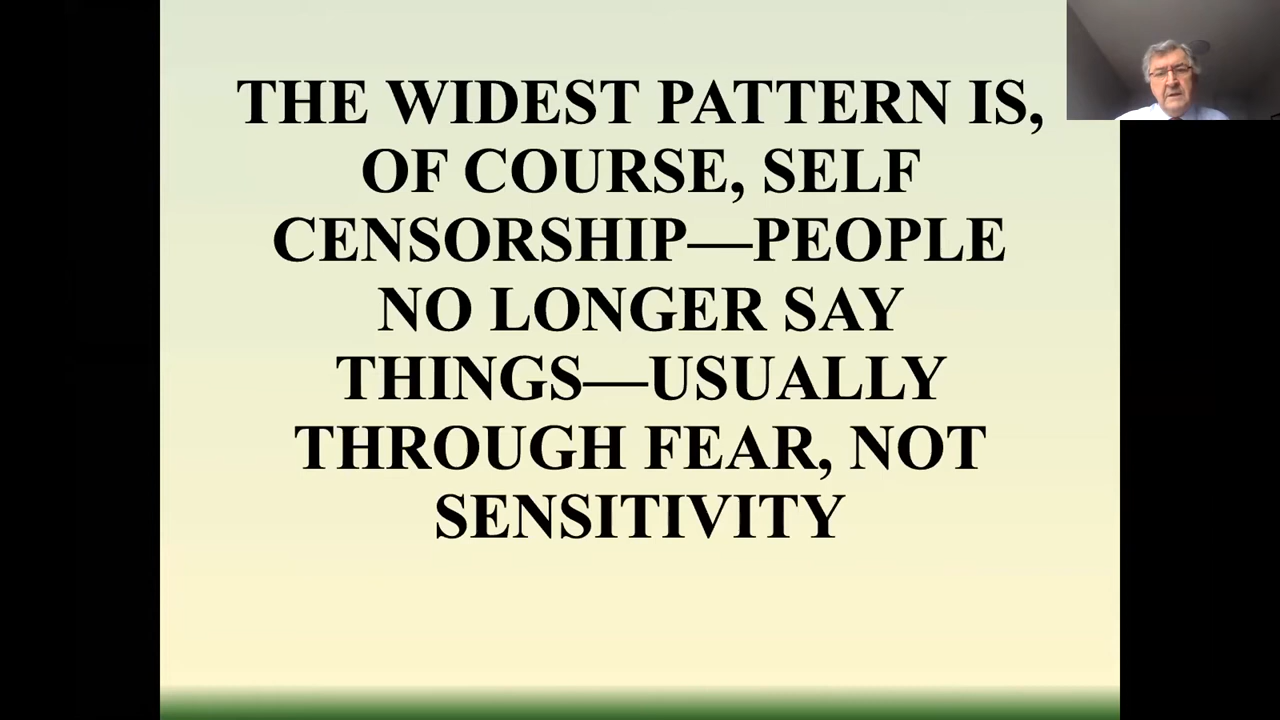 THE WIDEST PATTERN IS,
OF COURSE, SELF
CENSORSHIP—PEOPLE
NO LONGER SAY
THINGS—USUALLY
THROUGH FEAR, NOT
SENSITIVITY